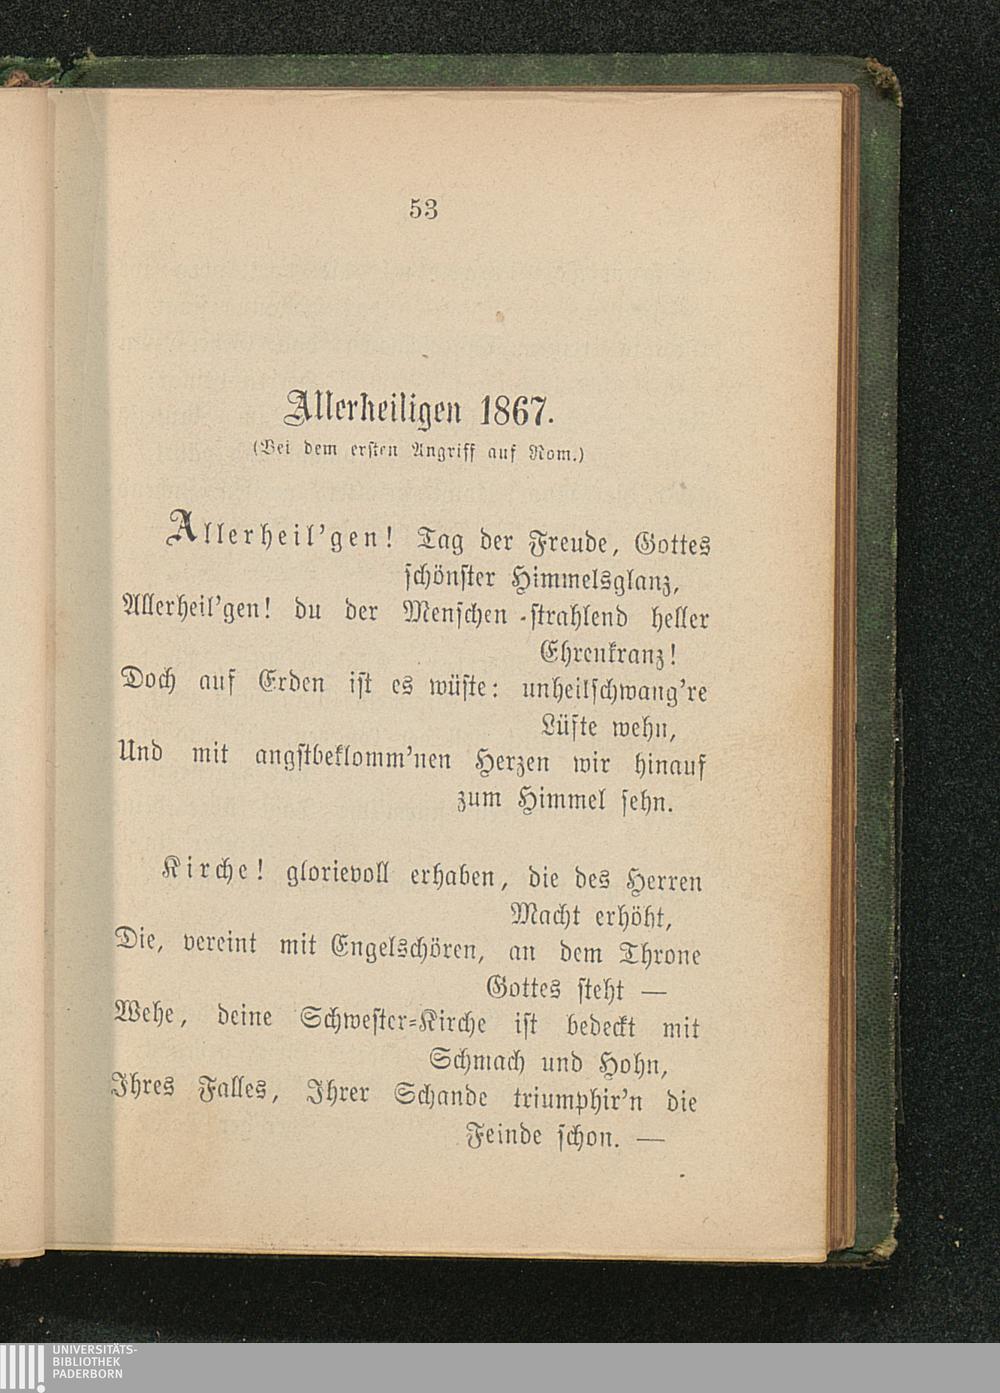 53
Allerheiligen 1867.
(Bei dem ersten Angriff auf Rom.)
Allerheil’gen! Tag der Freude, Gottes
schönster Himmelsglanz,
Allerheil’gen! du der Menschen -strahlend heller
Ehrenkranz!
Doch auf Erden ist es wüste: unheilschwang’re
Lüfte wehn,
Und mit angstbeklomm’nen Herzen wir hinauf
zum Himmel sehn.
Kirche! glorievoll erhaben, die des Herren
Macht erhöht,
Die, vereint mit Engelschören, an dem Throne
Gottes steht —
Wehe, deine Schwester-Kirche ist bedeckt mit
Schmach und Hohn,
Ihres Falles, Ihrer Schande triumphir’n die
Feinde schon. —
UNIVERSITÄTS-
BIBLIOTHEK
PADERBORN